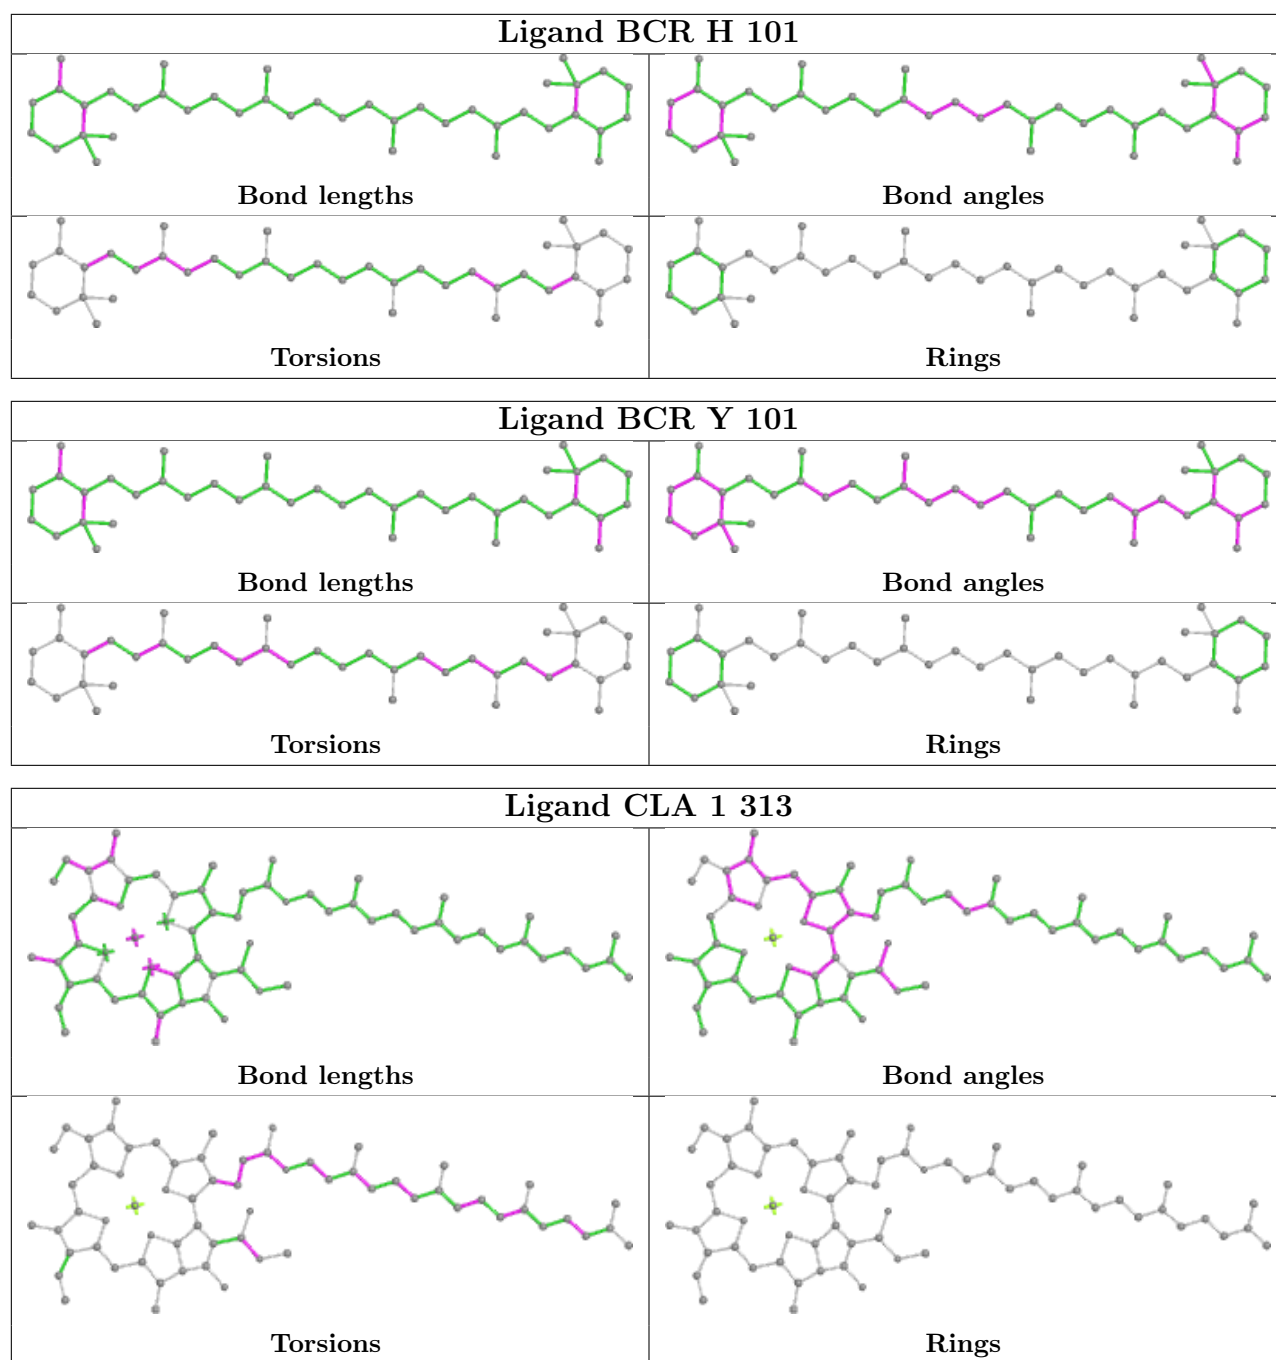 Ligand BCR H 101
Bond lengths
Bond angles
Torsions
Rings
Ligand BCR Y 101
Bond lengths
Bond angles
Torsions
Rings
Ligand CLA 1 313
Bond lengths
Bond angles
Torsions
Rings